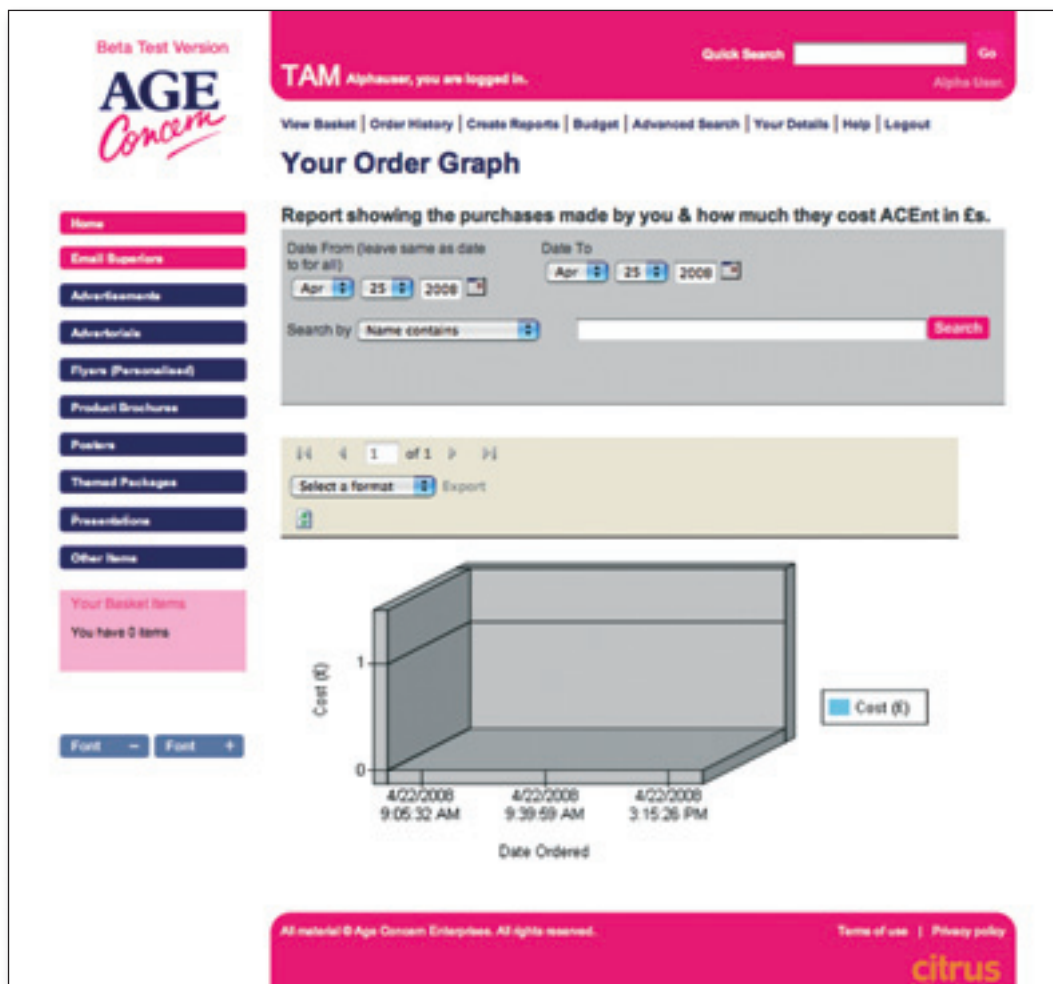 Beta Test Version
AGE
Concern
TAM Alphauser, you are logged in.
Quick Search
Go
Alpha User.
View Basket | Order History | Create Reports | Budget | Advanced Search | Your Details | Help | Logout
Your Order Graph
Home
Email Superiors
Advertisements
Advertorials
Flyers (Personalised)
Product Brochures
Posters
Themed Packages
Presentations
Other Items
Your Basket Items
You have 0 items
Font -
Font +
Report showing the purchases made by you & how much they cost ACEnt in £s.
Date From (leave same as date
to for all)
Apr 25 2008
Date To
Apr 25 2008
Search by Name contains
Search
1 of 1
Select a format Export
Cost (£)
1
0
4/22/2008
9:05:32 AM
4/22/2008
9:39:59 AM
4/22/2008
3:15:26 PM
Date Ordered
Cost (£)
All material © Age Concern Enterprises. All rights reserved.
Terms of use | Privacy policy
citrus